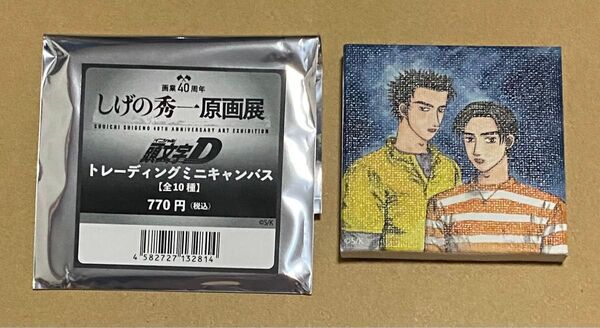 画業40周年
しげの秀一原画展
SHUICHI SHIGENO 40TH ANNIVERSARY ART EXHIBITION
頭文字D
トレーディングミニキャンバス
【全10種】
770円（税込）
©S/K
4 582727 132814
©S/K